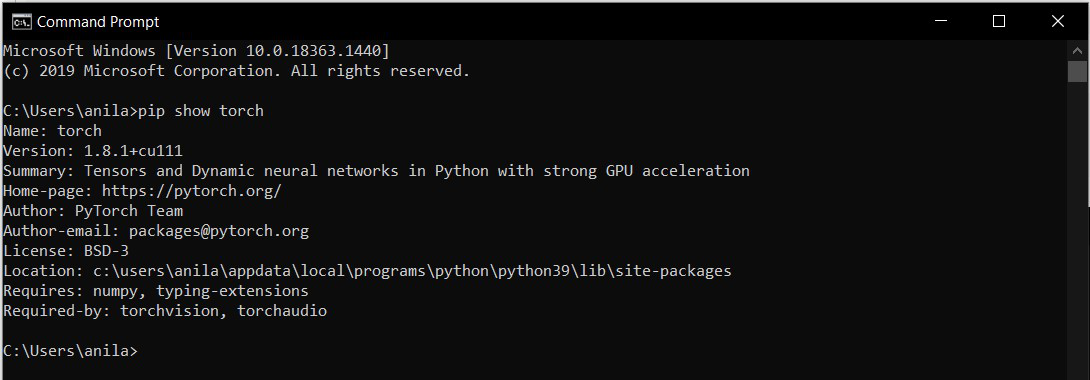 Command Prompt
Microsoft Windows [Version 10.0.18363.1440]
(c) 2019 Microsoft Corporation. All rights reserved.
C:\Users\anila>pip show torch
Name: torch
Version: 1.8.1+cu111
Summary: Tensors and Dynamic neural networks in Python with strong GPU acceleration
Home-page: https://pytorch.org/
Author: PyTorch Team
Author-email: packages@pytorch.org
License: BSD-3
Location: c:\users\anila\appdata\local\programs\python\python39\lib\site-packages
Requires: numpy, typing-extensions
Required-by: torchvision, torchaudio
C:\Users\anila>